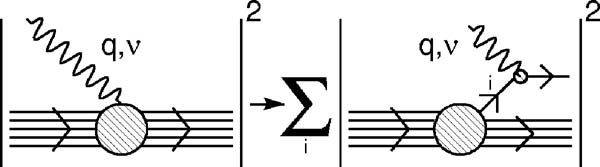 |q,ν|² → ∑ᵢ |q,ν i|²